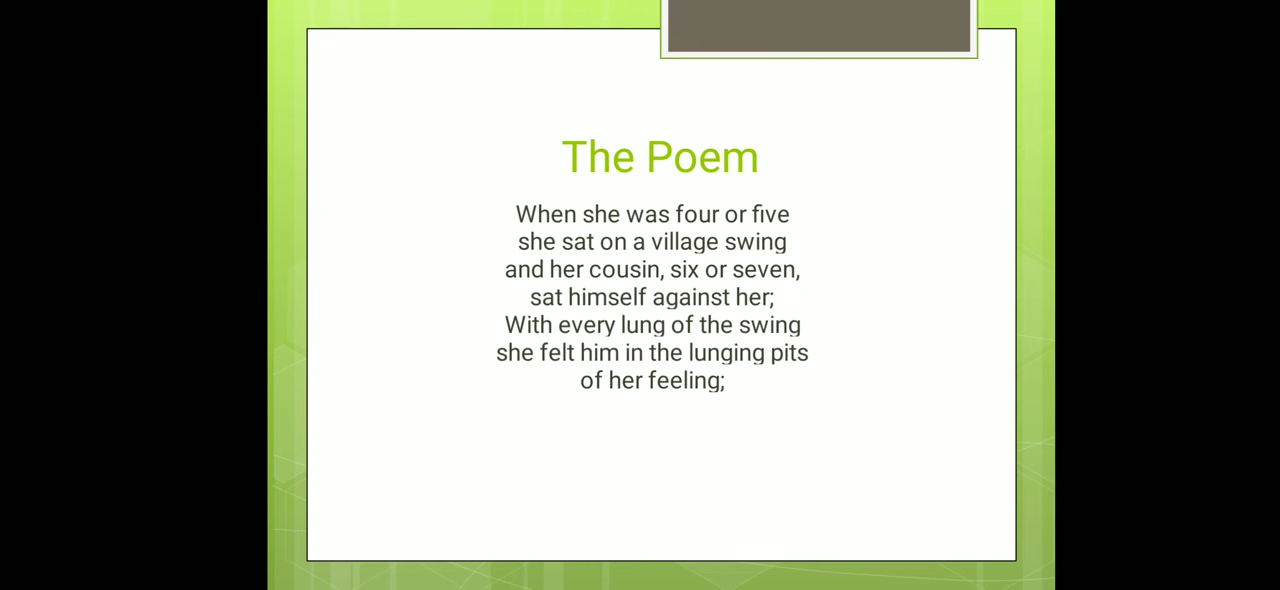 The Poem
When she was four or five
she sat on a village swing
and her cousin, six or seven,
sat himself against her;
With every lung of the swing
she felt him in the lunging pits
of her feeling;